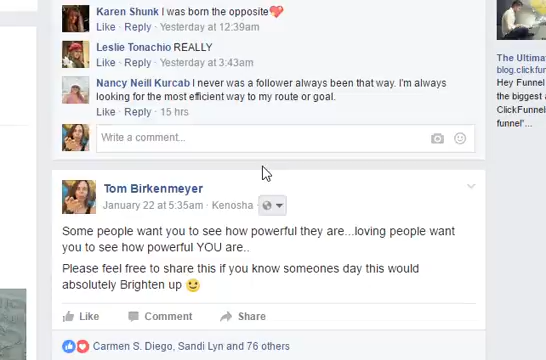 Karen Shunk I was born the opposite💖
Like · Reply · Yesterday at 12:39am
Leslie Tonachio REALLY
Like · Reply · Yesterday at 3:43am
Nancy Neill Kurcab I never was a follower always been that way. I'm always
looking for the most efficient way to my route or goal.
Like · Reply · 15 hrs
Write a comment...
The Ultima
blog.clickfu
Hey Funnel
the biggest a
ClickFunnel
funnel"...
Tom Birkenmeyer
January 22 at 5:35am · Kenosha ·
Some people want you to see how powerful they are...loving people want
you to see how powerful YOU are..
Please feel free to share this if you know someones day this would
absolutely Brighten up 😉
Like Comment Share
Carmen S. Diego, Sandi Lyn and 76 others